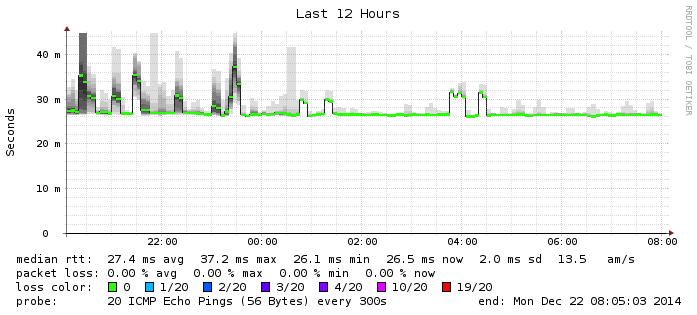 Last 12 Hours
RRDTOOL / TOBI OETIKER
Seconds
40 m
30 m
20 m
10 m
0
22:00 00:00 02:00 04:00 06:00 08:00
median rtt: 27.4 ms avg 37.2 ms max 26.1 ms min 26.5 ms now 2.0 ms sd 13.5 am/s
packet loss: 0.00 % avg 0.00 % max 0.00 % min 0.00 % now
loss color: 0 1/20 2/20 3/20 4/20 10/20 19/20
probe: 20 ICMP Echo Pings (56 Bytes) every 300s end: Mon Dec 22 08:05:03 2014